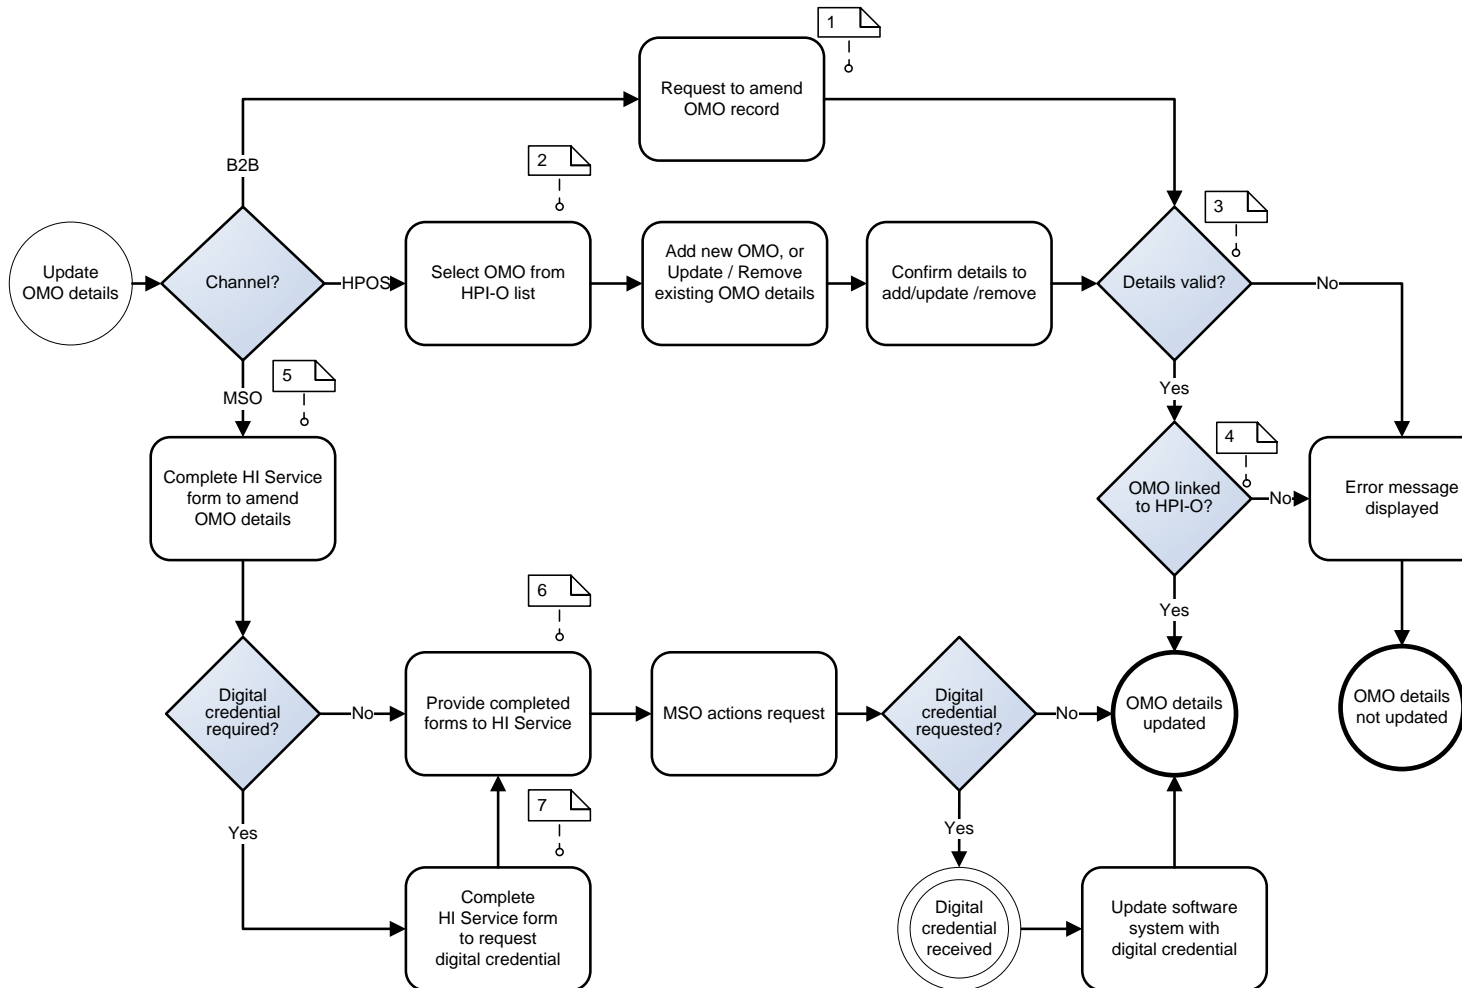 1
Request to amend
OMO record
B2B
2
3
Update
OMO details
Channel?
HPOS
Select OMO from
HPI-O list
Add new OMO, or
Update / Remove
existing OMO details
Confirm details to
add/update /remove
Details valid?
No
5
MSO
Yes
4
Complete HI Service
form to amend
OMO details
OMO linked
to HPI-O?
No
Error message
displayed
6
Yes
Digital
credential
required?
No
Provide completed
forms to HI Service
MSO actions request
Digital
credential
requested?
No
OMO details
updated
OMO details
not updated
7
Yes
Yes
Complete
HI Service form
to request
digital credential
Digital
credential
received
Update software
system with
digital credential